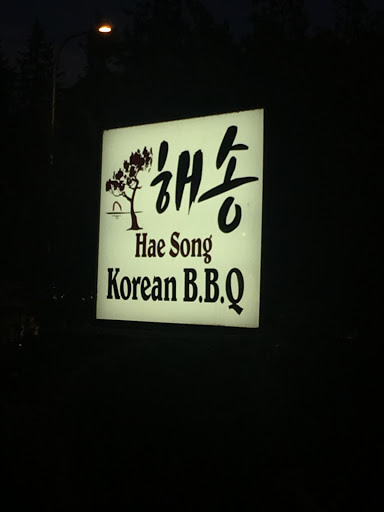 해송
Hae Song
Korean B.B.Q